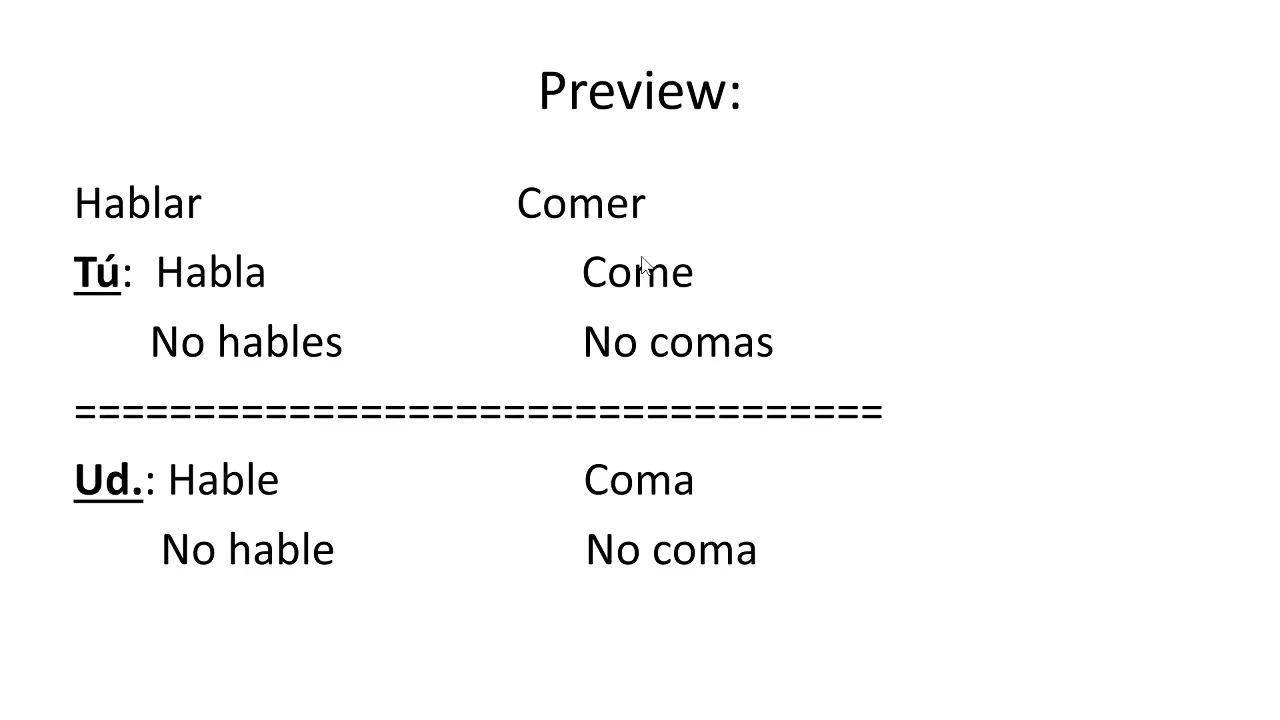 Preview:
Hablar Comer
Tú: Habla Come
No hables No comas
==================================
Ud.: Hable Coma
No hable No coma